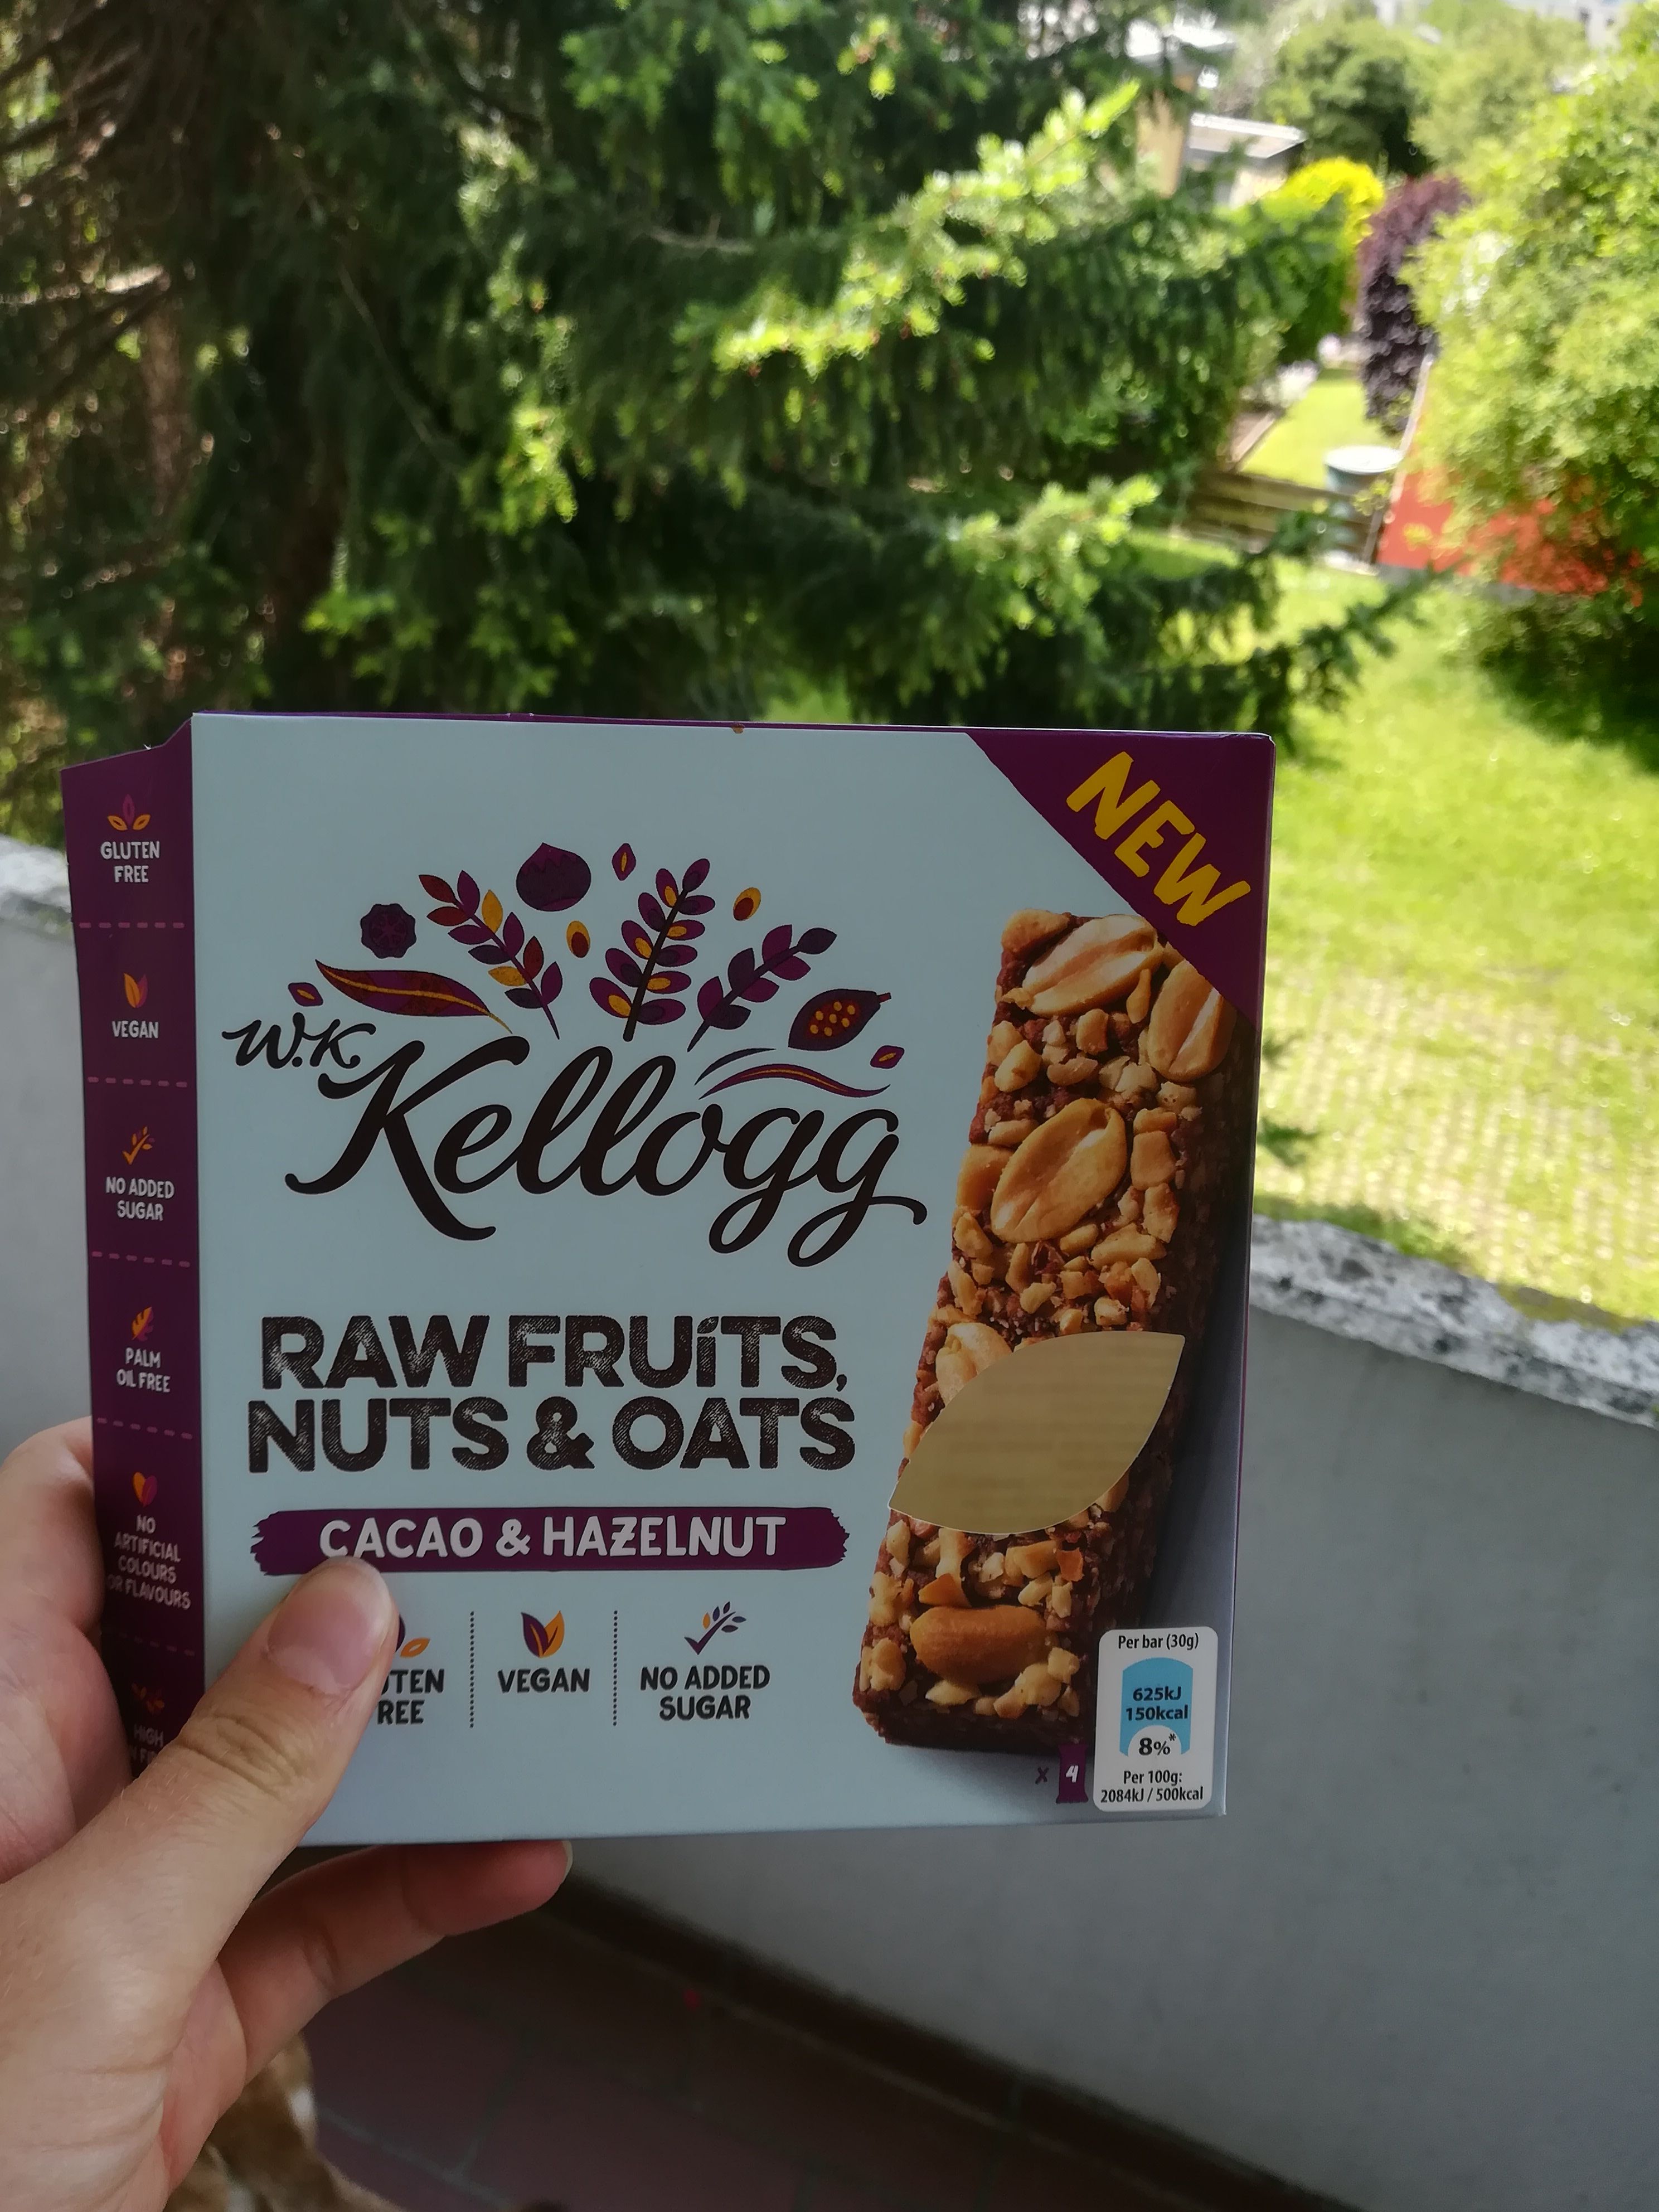 NEW
GLUTEN
FREE
VEGAN
NO ADDED
SUGAR
PALM
OIL FREE
NO
ARTIFICIAL
COLOURS
OR FLAVOURS
HIGH
W.K.
Kellogg
RAW FRUITS,
NUTS & OATS
CACAO & HAZELNUT
VEGAN
NO ADDED
SUGAR
x 4
Per bar (30g)
625kJ
150kcal
8%*
Per 100g:
2084kJ / 500kcal